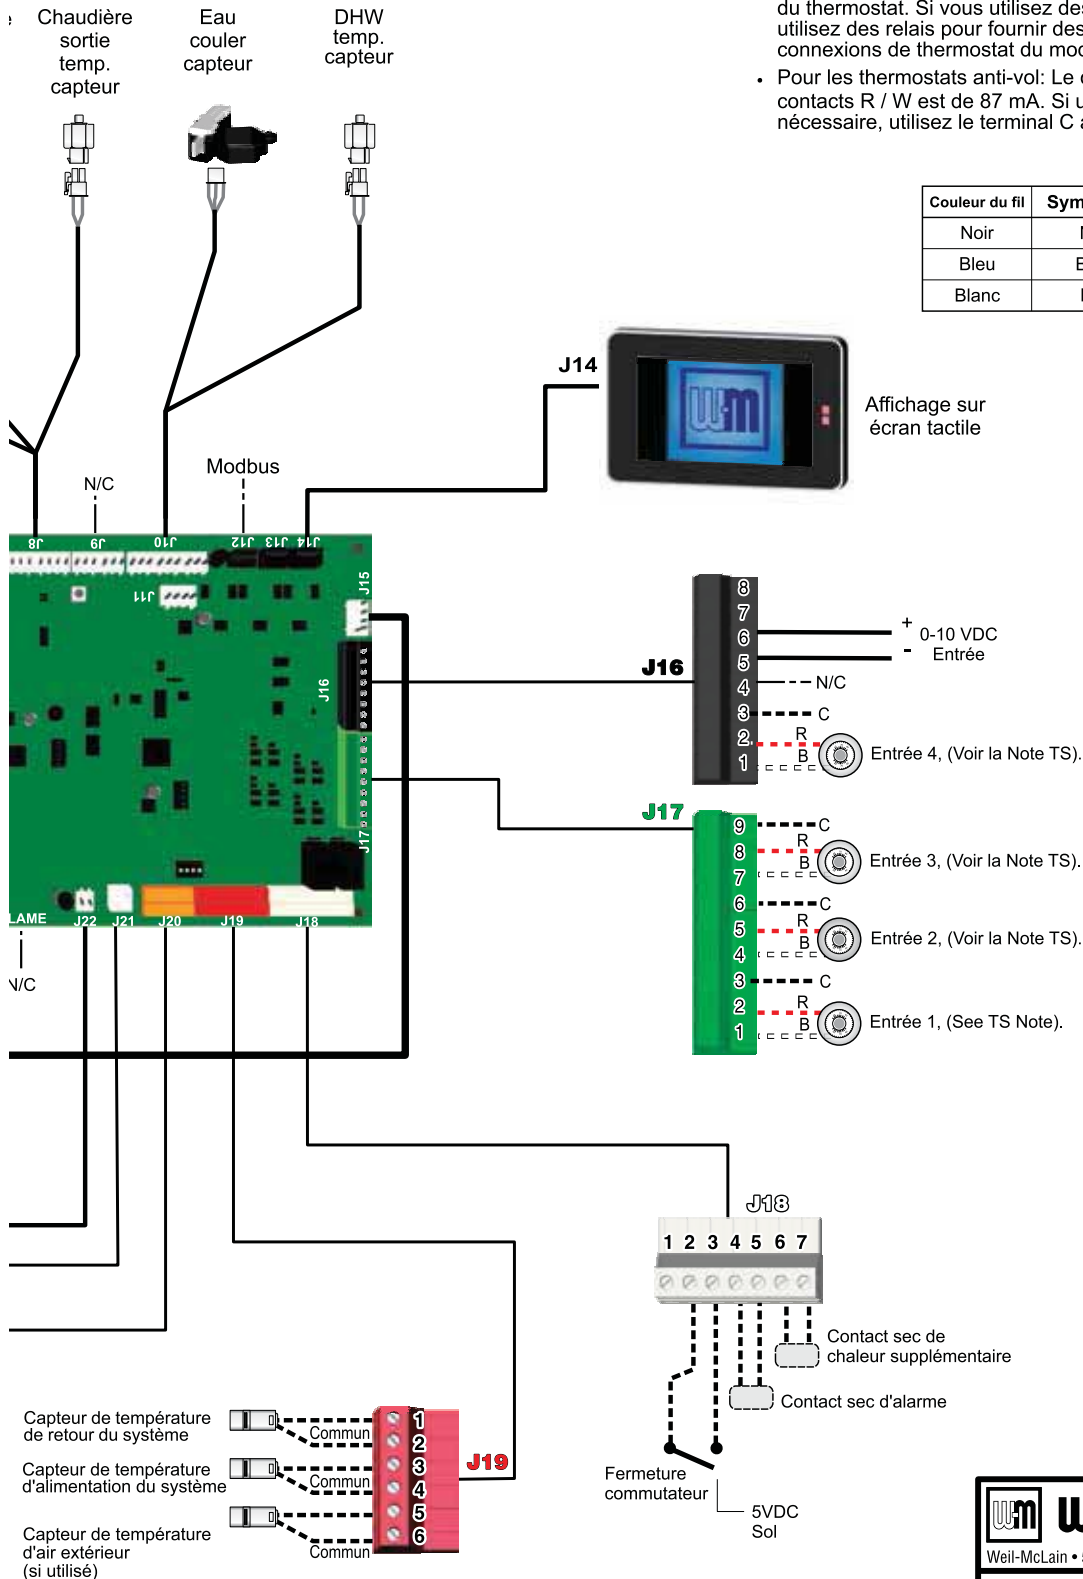 Chaudière
sortie
temp.
capteur
Eau
couler
capteur
DHW
temp.
capteur
du thermostat. Si vous utilisez des
utilisez des relais pour fournir des
connexions de thermostat du
• Pour les thermostats anti-vol: Le
contacts R / W est de 87 mA. Si
nécessaire, utilisez le terminal C
Couleur du fil
Noir
Bleu
Blanc
J14
Affichage sur
écran tactile
N/C
Modbus
J8
J9
J10
J12
J13
J14
J11
J15
J16
J17
J16
8
7
6
5
4
3
2
1
+
-
0-10 VDC
Entrée
N/C
C
R
B
Entrée 4, (Voir la Note TS).
J17
9
8
7
6
5
4
3
2
1
C
R
B
Entrée 3, (Voir la Note TS).
C
R
B
Entrée 2, (Voir la Note TS).
C
R
B
Entrée 1, (See TS Note).
LAME
J22
J21
J20
J19
J18
N/C
J18
1 2 3 4 5 6 7
Contact sec de
chaleur supplémentaire
Contact sec d'alarme
Fermeture
commutateur
5VDC
Sol
Capteur de température
de retour du système
Commun
Capteur de température
d'alimentation du système
Commun
Capteur de température
d'air extérieur
(si utilisé)
Commun
1
2
3
4
5
6
J19
WM
Weil-McLain •